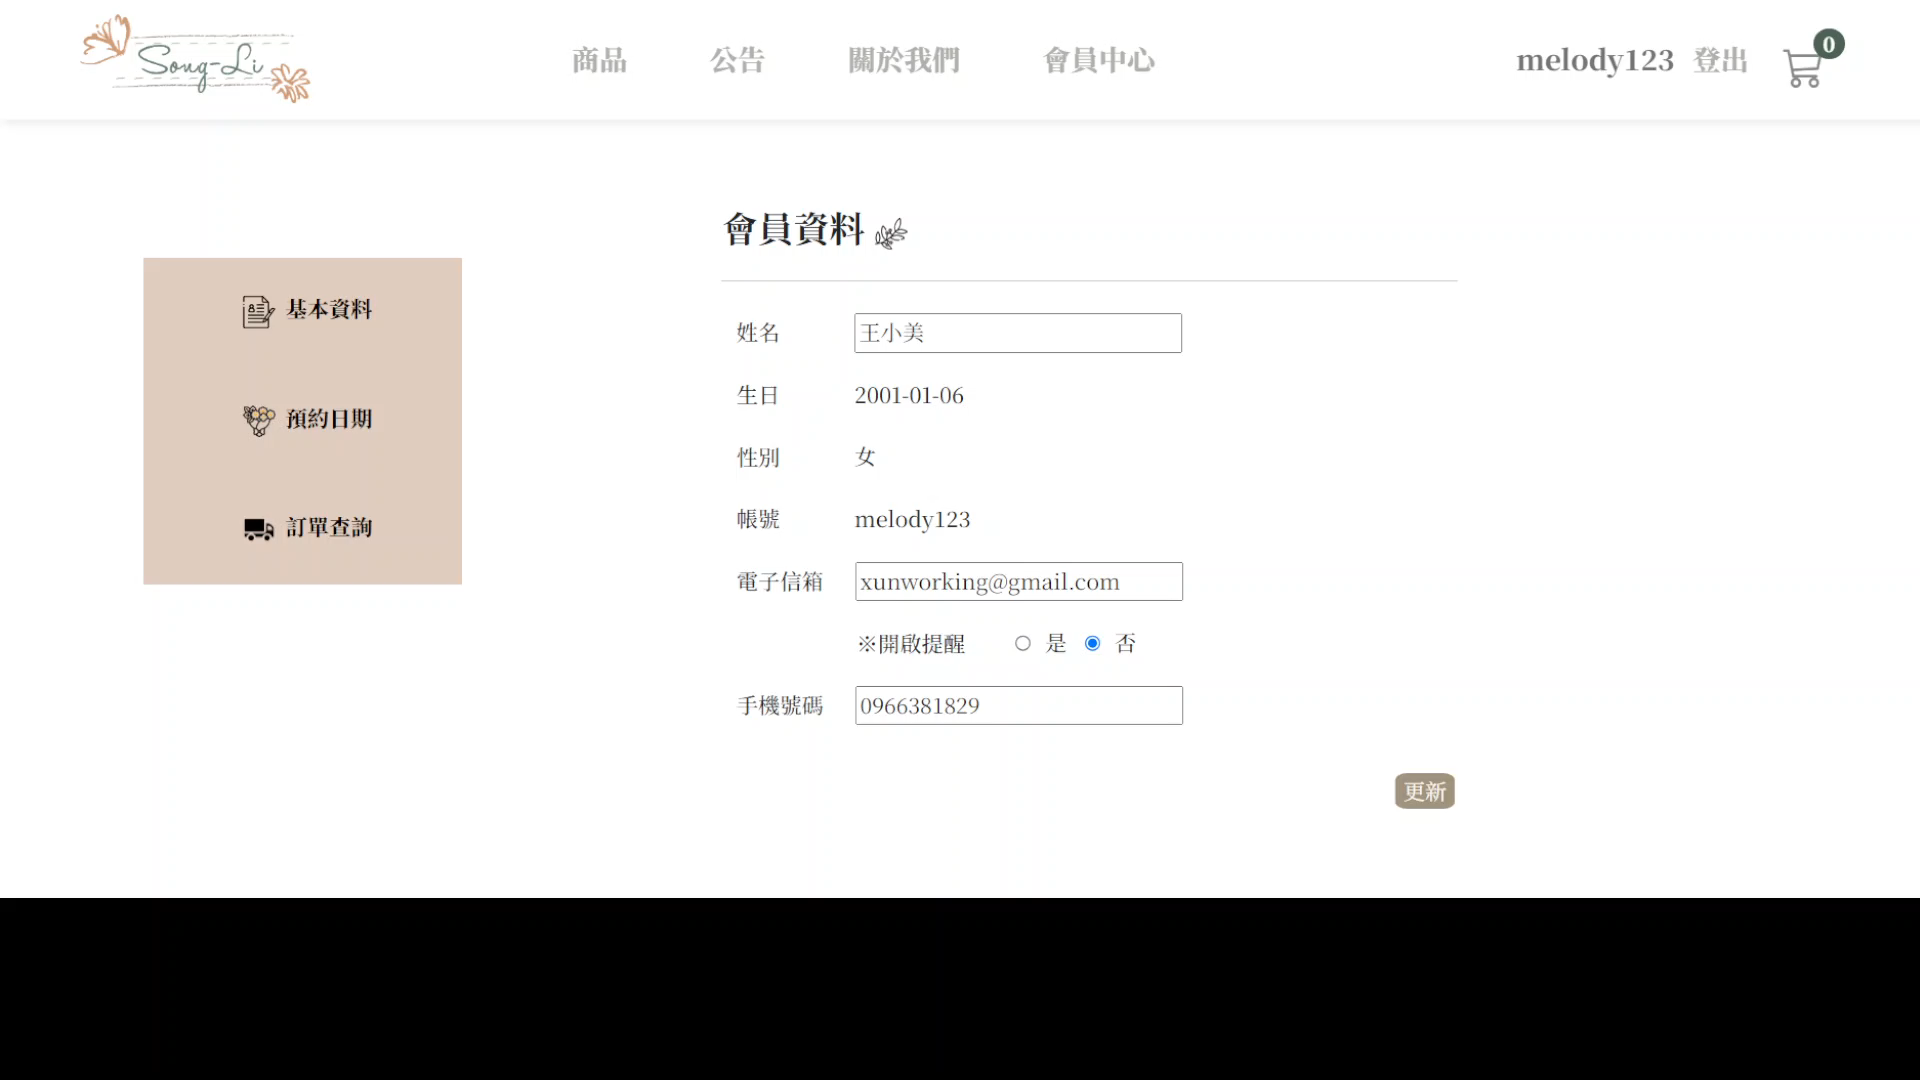 Song-Li
商品
公告
關於我們
會員中心
melody123 登出
0
會員資料
基本資料
預約日期
訂單查詢
姓名 王小美
生日 2001-01-06
性別 女
帳號 melody123
電子信箱 xunworking@gmail.com
※開啟提醒 是 否
手機號碼 0966381829
更新